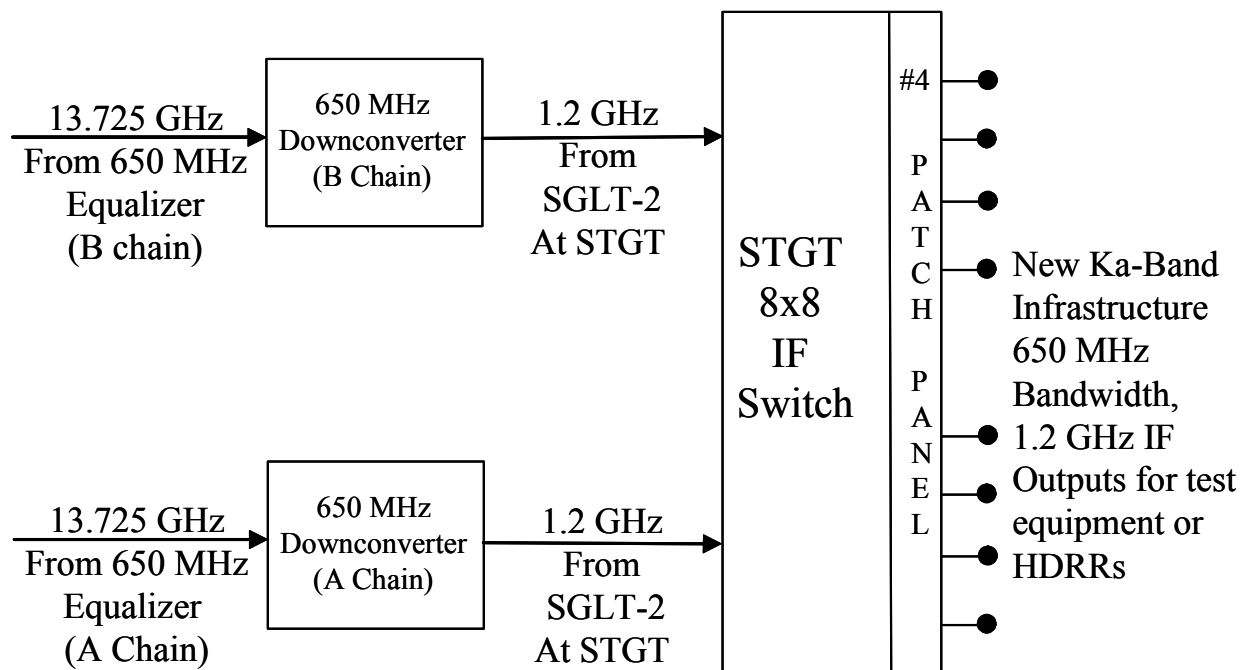 13.725 GHz
From 650 MHz
Equalizer
(B chain)
650 MHz
Downconverter
(B Chain)
1.2 GHz
From
SGLT-2
At STGT
13.725 GHz
From 650 MHz
Equalizer
(A Chain)
650 MHz
Downconverter
(A Chain)
1.2 GHz
From
SGLT-2
At STGT
STGT
8x8
IF
Switch
#4
PATCH PANEL
New Ka-Band
Infrastructure
650 MHz
Bandwidth,
1.2 GHz IF
Outputs for test
equipment or
HDRRs